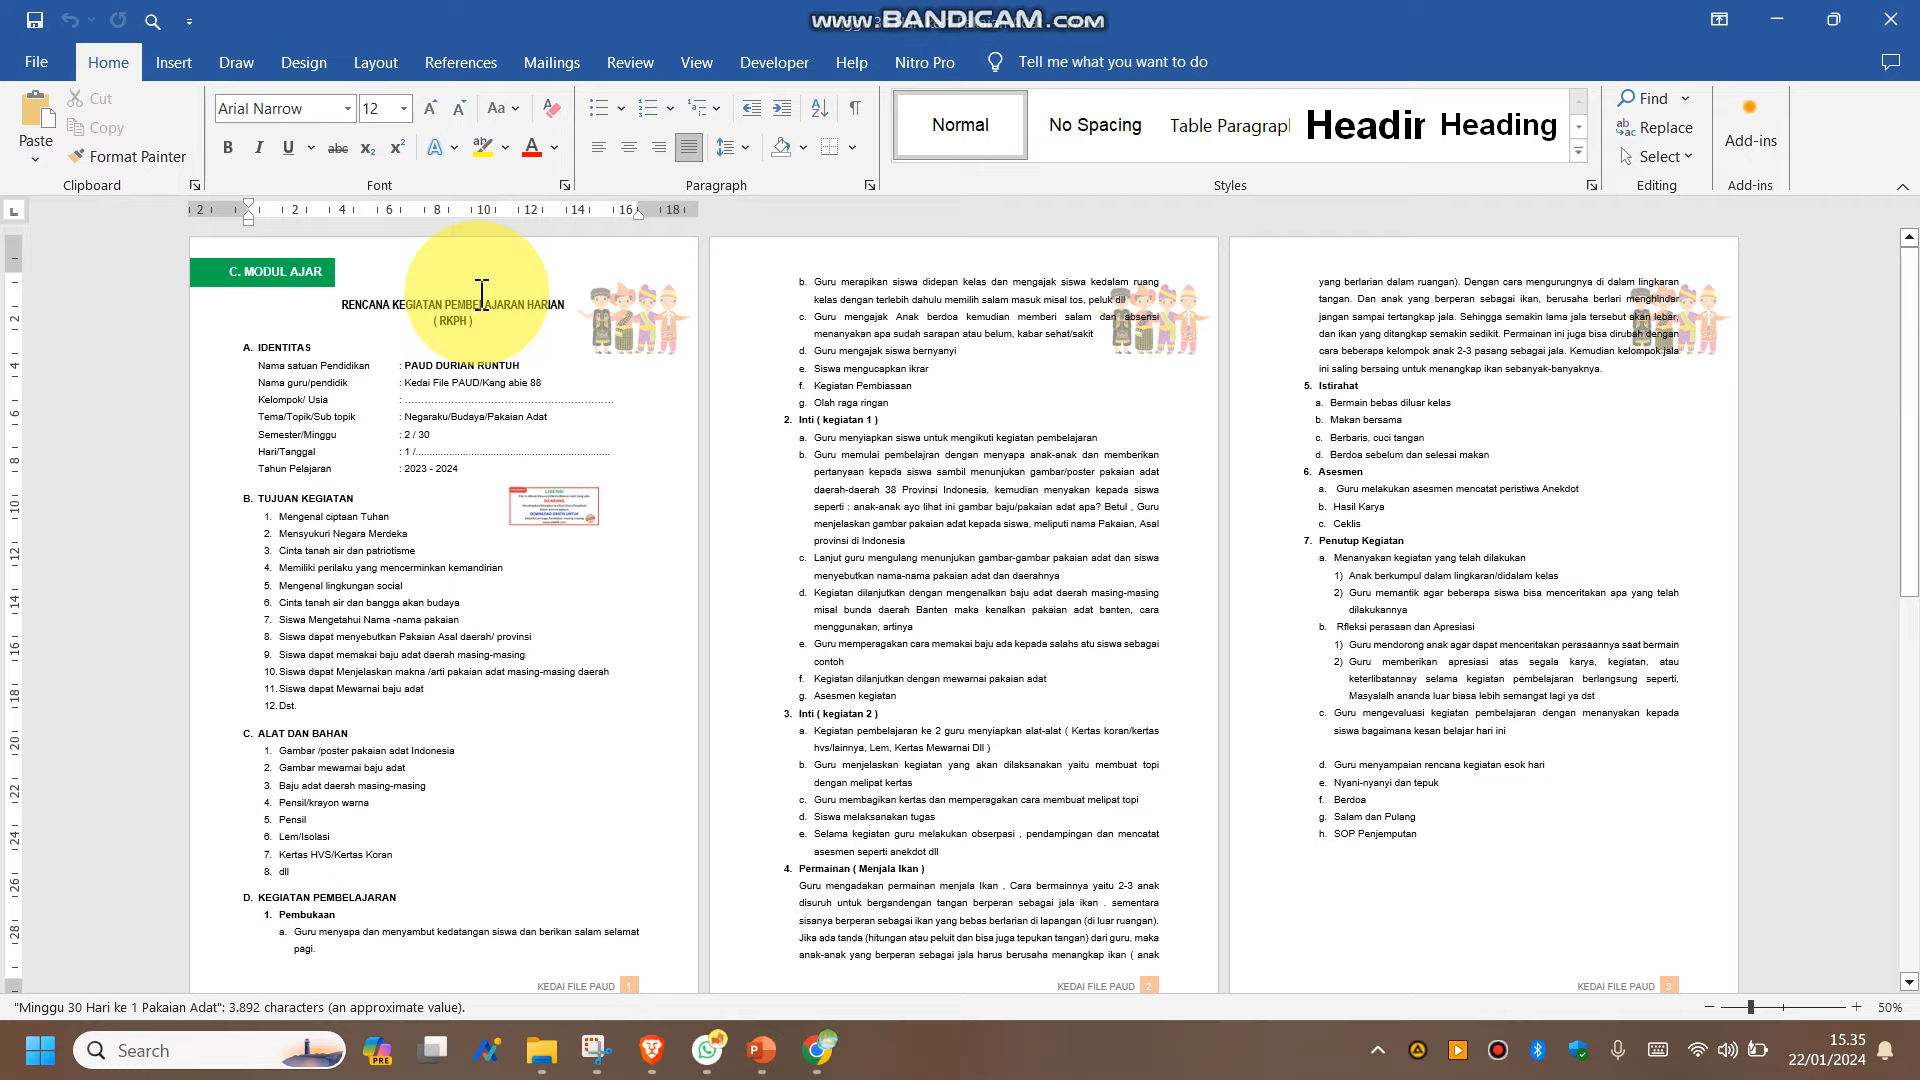 www.BANDICAM.com
File
Home
Insert
Draw
Design
Layout
References
Mailings
Review
View
Developer
Help
Nitro Pro
Tell me what you want to do
Paste
Cut
Copy
Format Painter
Clipboard
Arial Narrow
12
Font
Paragraph
Normal
No Spacing
Table Paragrapl
Headir
Heading
Styles
Find
Replace
Select
Editing
Add-ins
Add-ins
C. MODUL AJAR
RENCANA KEGIATAN PEMBELAJARAN HARIAN
( RKPH )
A. IDENTITAS
Nama satuan Pendidikan : PAUD DURIAN RUNTUH
Nama guru/pendidik : Kedai File PAUD/Kang abie 88
Kelompok/ Usia : ……………………………………………………
Tema/Topik/Sub topik : Negaraku/Budaya/Pakaian Adat
Semester/Minggu : 2 / 30
Hari/Tanggal : 1 /................................................................
Tahun Pelajaran : 2023 - 2024
B. TUJUAN KEGIATAN
1. Mengenal ciptaan Tuhan
2. Mensyukuri Negara Merdeka
3. Cinta tanah air dan patriotisme
4. Memiliki perilaku yang mencerminkan kemandirian
5. Mengenal lingkungan social
6. Cinta tanah air dan bangga akan budaya
7. Siswa Mengetahui Nama -nama pakaian
8. Siswa dapat menyebutkan Pakaian Asal daerah/ provinsi
9. Siswa dapat memakai baju adat daerah masing-masing
10. Siswa dapat Menjelaskan makna /arti pakaian adat masing-masing daerah
11. Siswa dapat Mewarnai baju adat
12. Dst.
C. ALAT DAN BAHAN
1. Gambar /poster pakaian adat Indonesia
2. Gambar mewarnai baju adat
3. Baju adat daerah masing-masing
4. Pensil/krayon warna
5. Pensil
6. Lem/Isolasi
7. Kertas HVS/Kertas Koran
8. dll
D. KEGIATAN PEMBELAJARAN
1. Pembukaan
a. Guru menyapa dan menyambut kedatangan siswa dan berikan salam selamat
pagi.
KEDAI FILE PAUD 1
b. Guru merapikan siswa didepan kelas dan mengajak siswa kedalam ruang
kelas dengan terlebih dahulu memilih salam masuk misal tos, peluk dll
c. Guru mengajak Anak berdoa kemudian memberi salam dan absensi
menanyakan apa sudah sarapan atau belum, kabar sehat/sakit
d. Guru mengajak siswa bernyanyi
e. Siswa mengucapkan ikrar
f. Kegiatan Pembiasaan
g. Olah raga ringan
2. Inti ( kegiatan 1 )
a. Guru menyiapkan siswa untuk mengikuti kegiatan pembelaran
b. Guru memulai pembelajran dengan menyapa anak-anak dan memberikan
pertanyaan kepada siswa sambil menunjukan gambar/poster pakaian adat
daerah-daerah 38 Provinsi Indonesia, kemudian menyakan kepada siswa
seperti : anak-anak ayo lihat ini gambar baju/pakaian adat apa? Betul , Guru
menjelaskan gambar pakaian adat kepada siswa, meliputi nama Pakaian, Asal
provinsi di Indonesia
c. Lanjut guru mengulang menunjukan gambar-gambar pakaian adat dan siswa
menyebutkan nama-nama pakaian adat dan daerahnya
d. Kegiatan dilanjutkan dengan mengenalkan baju adat daerah masing-masing
misal bunda daerah Banten maka kenalkan pakaian adat banten, cara
menggunakan, artinya
e. Guru memperagakan cara memakai baju ada kepada salahs atu siswa sebagai
contoh
f. Kegiatan dilanjutkan dengan mewarnai pakaian adat
g. Asesmen kegiatan
3. Inti ( kegiatan 2 )
a. Kegiatan pembelajaran ke 2 guru menyiapkan alat-alat ( Kertas koran/kertas
hvs/lainnya, Lem, Kertas Mewarnai Dll )
b. Guru menjelaskan kegiatan yang akan dilaksanakan yaitu membuat topi
dengan melipat kertas
c. Guru membagikan kertas dan memperagakan cara membuat melipat topi
d. Siswa melaksanakan tugas
e. Selama kegiatan guru melakukan obserpasi , pendampingan dan mencatat
asesmen seperti anekdot dll
4. Permainan ( Menjala Ikan )
Guru mengadakan permainan menjala Ikan , Cara bermainnya yaitu 2-3 anak
disuruh untuk bergandengan tangan berperan sebagai jala ikan . sementara
sisanya berperan sebagai ikan yang bebas berlarian di lapangan (di luar ruangan).
Jika ada tanda (hitungan atau peluit dan bisa juga tepukan tangan) dari guru, maka
anak-anak yang berperan sebagai jala harus berusaha menangkap ikan ( anak
KEDAI FILE PAUD 2
yang berlarian dalam ruangan). Dengan cara mengurungnya di dalam lingkaran
tangan. Dan anak yang berperan sebagai ikan, berusaha berlari menghindar
jangan sampai tertangkap jala. Sehingga semakin lama jala tersebut akan lebar,
dan ikan yang ditangkap semakin sedikit. Permainan ini juga bisa dirubah dengan
cara beberapa kelompok anak 2-3 pasang sebagai jala. Kemudian kelompok jala
ini saling bersaing untuk menangkap ikan sebanyak-banyaknya.
5. Istirahat
a. Bermain bebas diluar kelas
b. Makan bersama
c. Berbaris, cuci tangan
d. Berdoa sebelum dan selesai makan
6. Asesmen
a. Guru melakukan asesmen mencatat peristiwa Anekdot
b. Hasil Karya
c. Ceklis
7. Penutup Kegiatan
a. Menanyakan kegiatan yang telah dilakukan
1) Anak berkumpul dalam lingkaran/didalam kelas
2) Guru memantik agar beberapa siswa bisa menceritakan apa yang telah
dilakukannya
b. Rfleksi perasaan dan Apresiasi
1) Guru mendorong anak agar dapat menceritakan perasaannya saat bermain
2) Guru memberikan apresiasi atas segala karya, kegiatan, atau
keterlibatannay selama kegiatan pembelajaran berlangsung seperti,
Masyalalh ananda luar biasa lebih semangat lagi ya dst
c. Guru mengevaluasi kegiatan pembelajaran dengan menanyakan kepada
siswa bagaimana kesan belajar hari ini
d. Guru menyampaian rencana kegiatan esok hari
e. Nyani-nyanyi dan tepuk
f. Berdoa
g. Salam dan Pulang
h. SOP Penjemputan
KEDAI FILE PAUD 3
"Minggu 30 Hari ke 1 Pakaian Adat": 3.892 characters (an approximate value).
50%
Search
15.35
22/01/2024